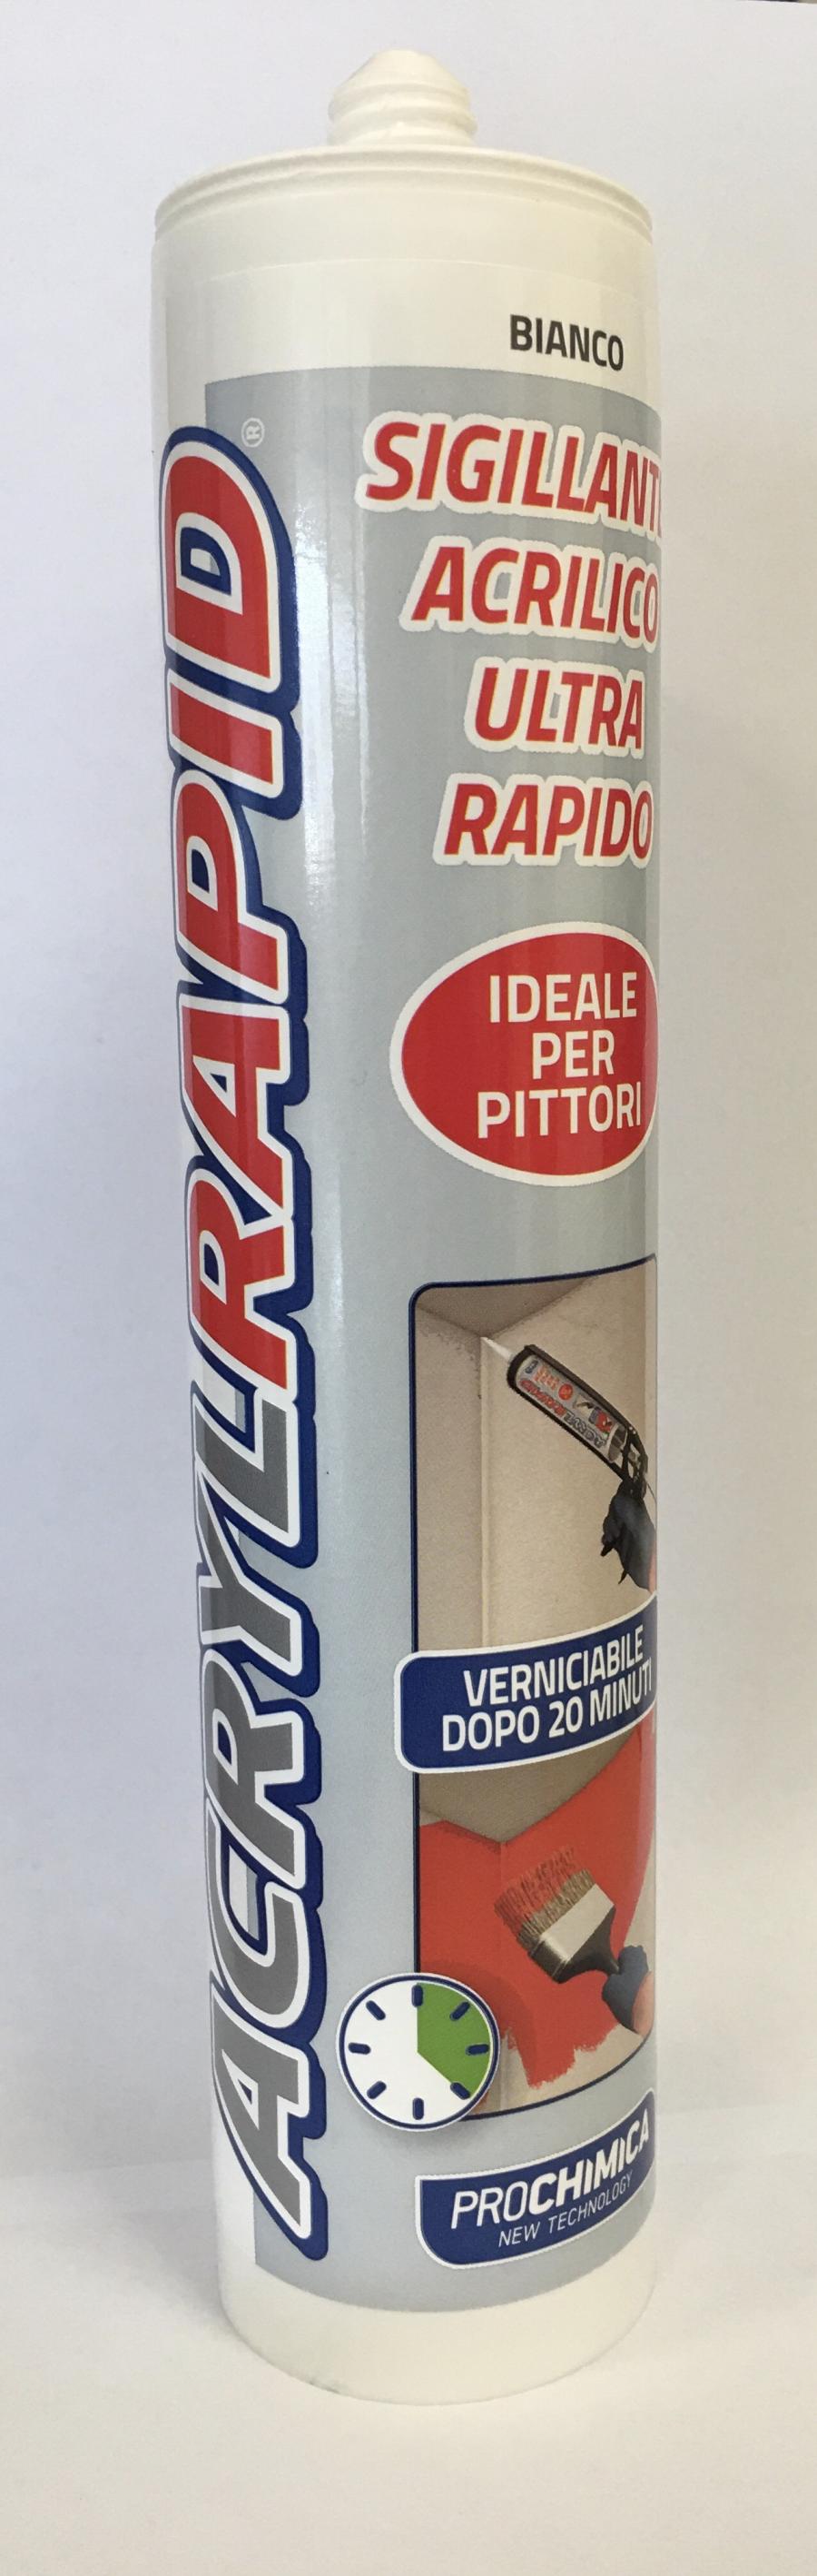 BIANCO
ACRYLRAPID®
SIGILLANTE
ACRILICO
ULTRA
RAPIDO
IDEALE
PER
PITTORI
VERNICIABILE
DOPO 20 MINUTI
PROCHIMICA
NEW TECHNOLOGY